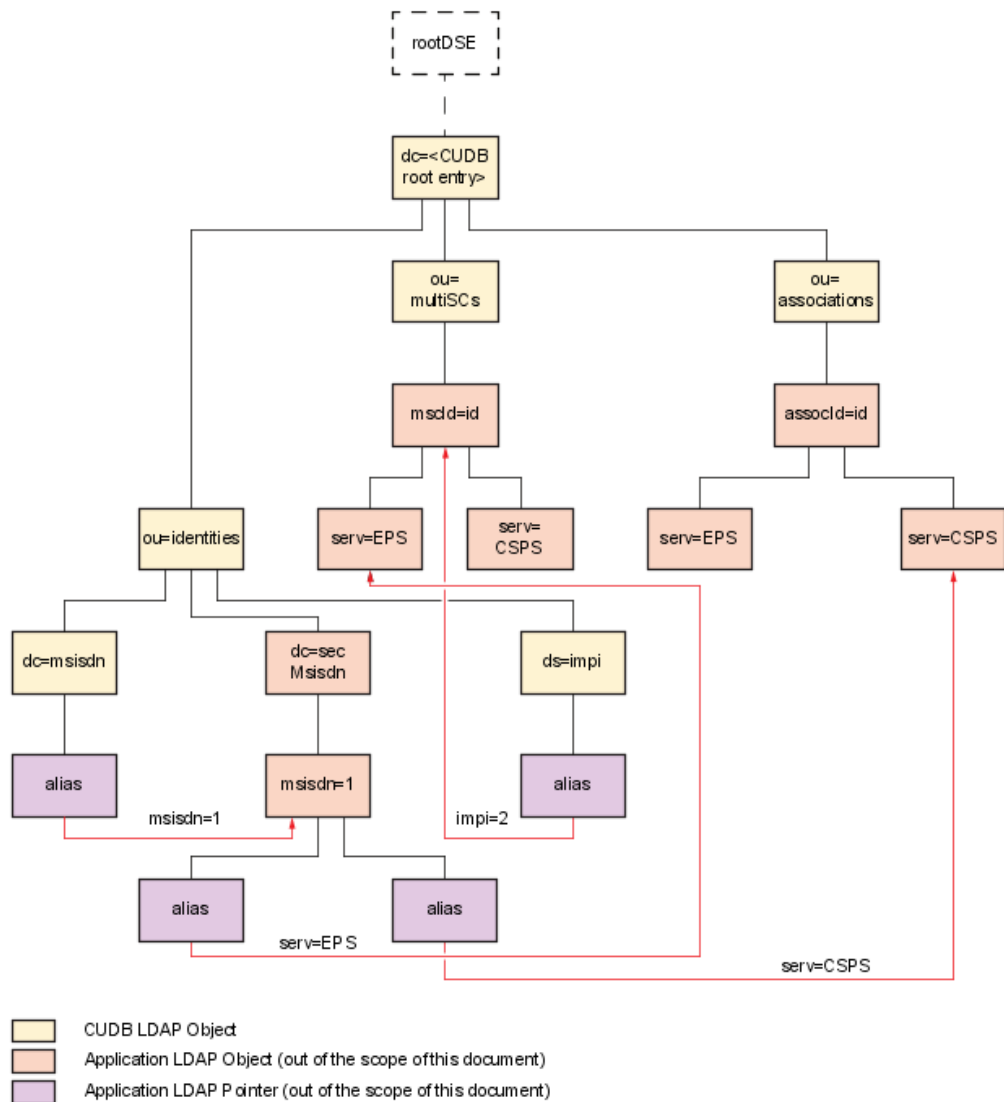 rootDSE
dc=<CUDB
root entry>
ou=
multiSCs
ou=
associations
mscId=id
assocId=id
serv=EPS
serv=
CSPS
serv=EPS
serv=CSPS
ou=identities
dc=msisdn
dc=sec
Msisdn
ds=impi
alias
msisdn=1
alias
msisdn=1
impi=2
alias
alias
serv=EPS
serv=CSPS
CUDB LDAP Object
Application LDAP Object (out of the scope of this document)
Application LDAP Pointer (out of the scope of this document)